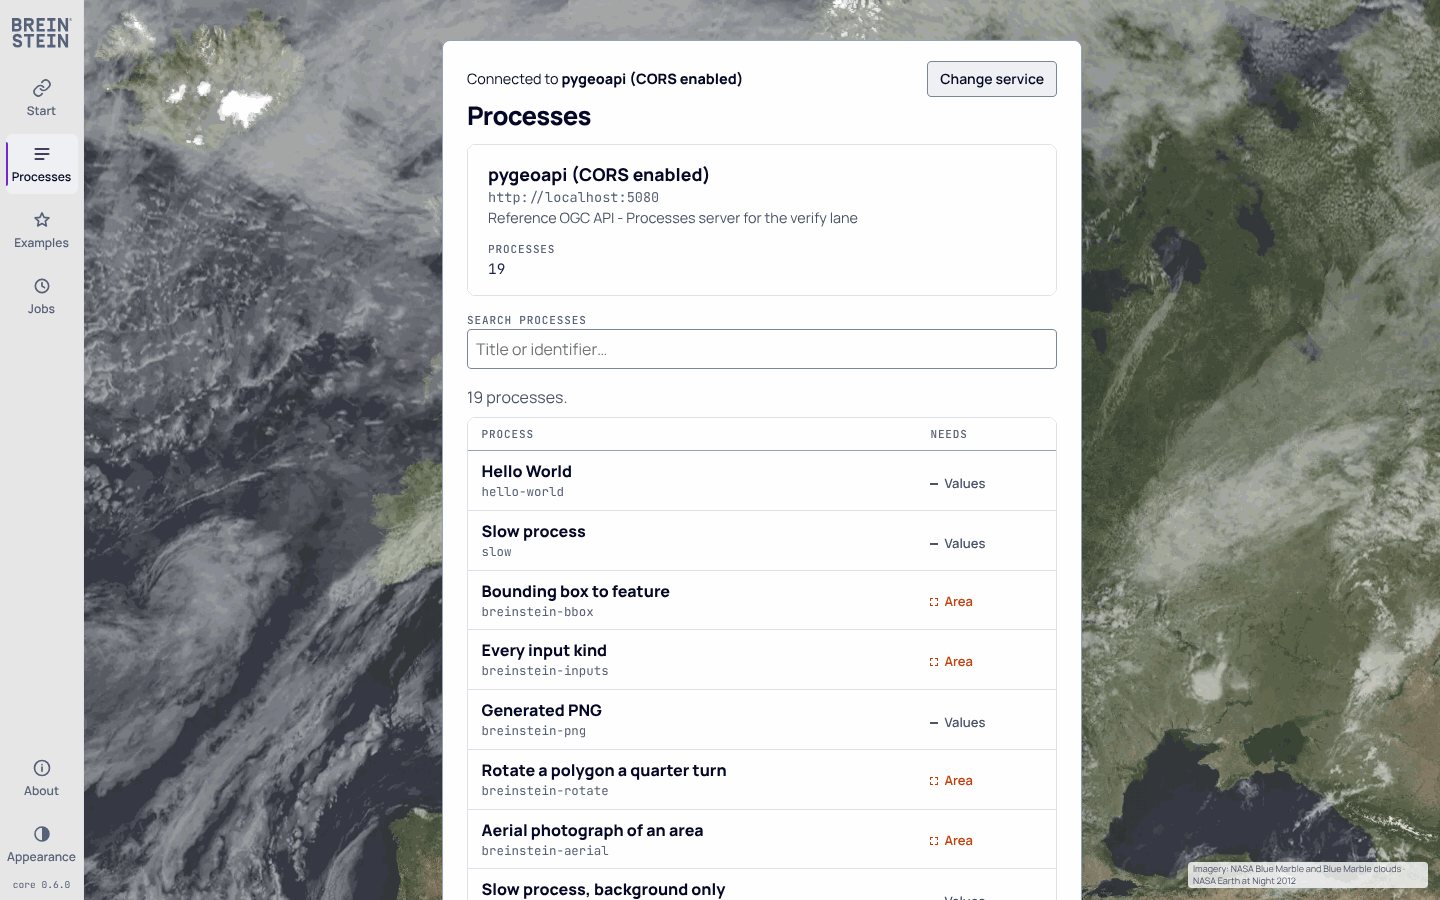 BREIN
STEIN
Start
Processes
Examples
Jobs
About
Appearance
core 0.6.0
Connected to pygeoapi (CORS enabled)
Change service
Processes
pygeoapi (CORS enabled)
http://localhost:5080
Reference OGC API - Processes server for the verify lane
PROCESSES
19
SEARCH PROCESSES
Title or identifier…
19 processes.
PROCESS NEEDS
Hello World
hello-world
Values
Slow process
slow
Values
Bounding box to feature
breinstein-bbox
Area
Every input kind
breinstein-inputs
Area
Generated PNG
breinstein-png
Values
Rotate a polygon a quarter turn
breinstein-rotate
Area
Aerial photograph of an area
breinstein-aerial
Area
Slow process, background only
Values
Imagery: NASA Blue Marble and Blue Marble clouds ·
NASA Earth at Night 2012